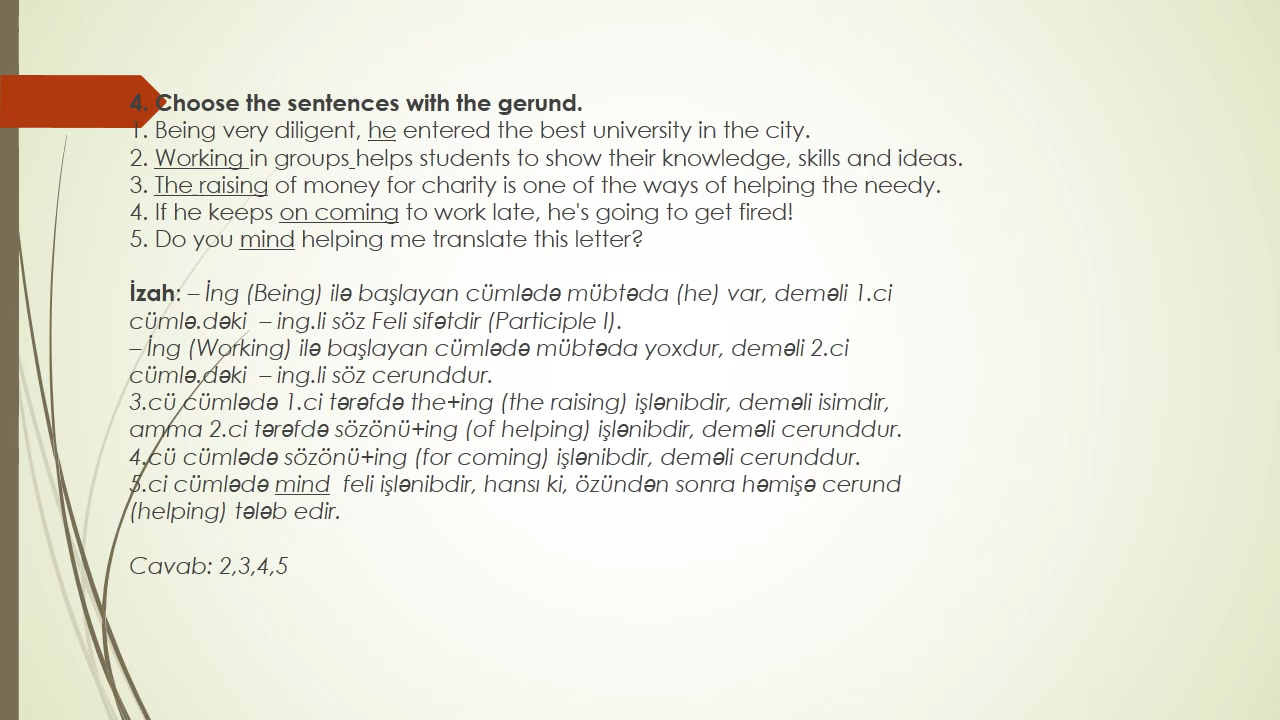 4. Choose the sentences with the gerund.
1. Being very diligent, he entered the best university in the city.
2. Working in groups helps students to show their knowledge, skills and ideas.
3. The raising of money for charity is one of the ways of helping the needy.
4. If he keeps on coming to work late, he's going to get fired!
5. Do you mind helping me translate this letter?
İzah: – İng (Being) ilə başlayan cümlədə mübtəda (he) var, deməli 1.ci
cümlə.dəki – ing.li söz Feli sifətdir (Participle I).
– İng (Working) ilə başlayan cümlədə mübtəda yoxdur, deməli 2.ci
cümlə.dəki – ing.li söz cerunddur.
3.cü cümlədə 1.ci tərəfdə the+ing (the raising) işlənibdir, deməli isimdir,
amma 2.ci tərəfdə sözönü+ing (of helping) işlənibdir, deməli cerunddur.
4.cü cümlədə sözönü+ing (for coming) işlənibdir, deməli cerunddur.
5.ci cümlədə mind feli işlənibdir, hansı ki, özündən sonra həmişə cerund
(helping) tələb edir.
Cavab: 2,3,4,5